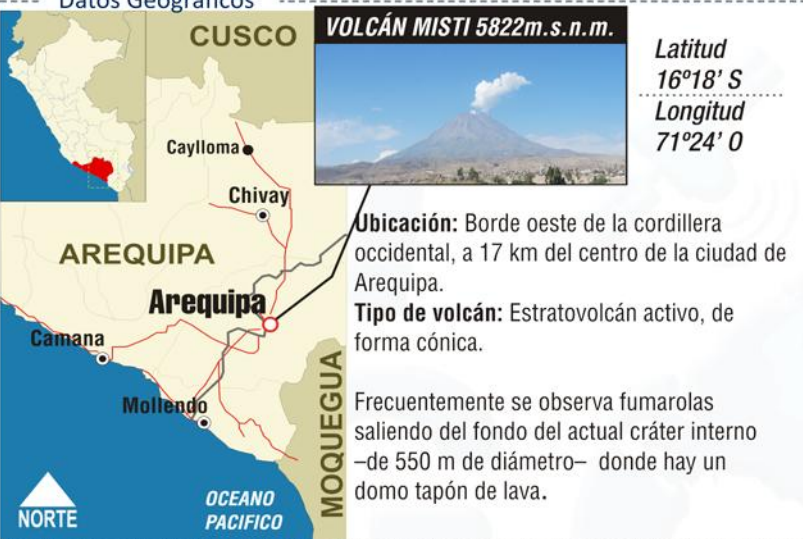 Datos Geográficos
CUSCO
VOLCÁN MISTI 5822m.s.n.m.
Latitud
16º18’ S
Longitud
71º24’ O
Caylloma
Chivay
AREQUIPA
Arequipa
Camana
Mollendo
MOQUEGUA
OCEANO
PACIFICO
NORTE
Ubicación: Borde oeste de la cordillera
occidental, a 17 km del centro de la ciudad de
Arequipa.
Tipo de volcán: Estratovolcán activo, de
forma cónica.
Frecuentemente se observa fumarolas
saliendo del fondo del actual cráter interno
–de 550 m de diámetro– donde hay un
domo tapón de lava.